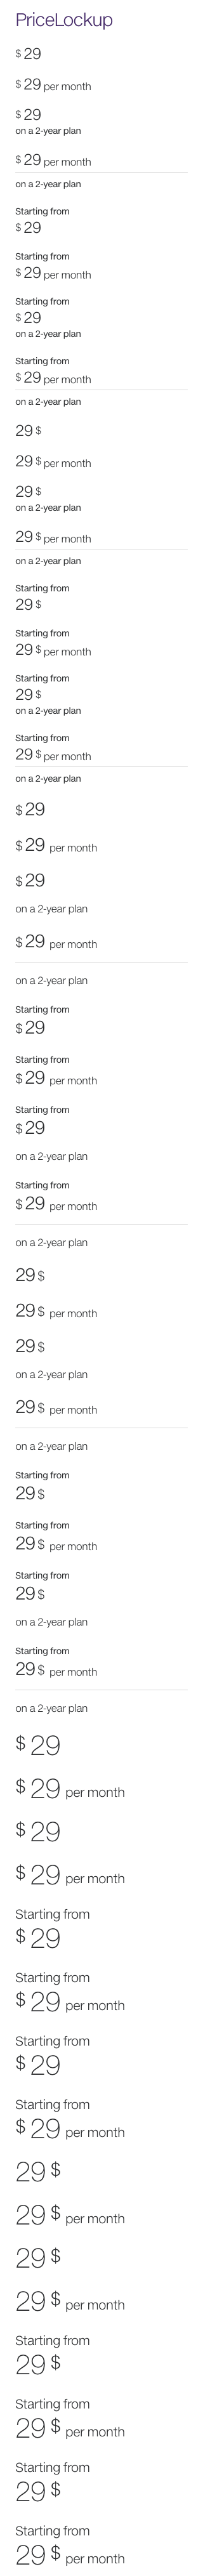 PriceLockup
$ 29
$ 29 per month
$ 29
on a 2-year plan
$ 29 per month
on a 2-year plan
Starting from
$ 29
Starting from
$ 29 per month
Starting from
$ 29
on a 2-year plan
Starting from
$ 29 per month
on a 2-year plan
29 $
29 $ per month
29 $
on a 2-year plan
29 $ per month
on a 2-year plan
Starting from
29 $
Starting from
29 $ per month
Starting from
29 $
on a 2-year plan
Starting from
29 $ per month
on a 2-year plan
$ 29
$ 29 per month
$ 29
on a 2-year plan
$ 29 per month
on a 2-year plan
Starting from
$ 29
Starting from
$ 29 per month
Starting from
$ 29
on a 2-year plan
Starting from
$ 29 per month
on a 2-year plan
29 $
29 $ per month
29 $
on a 2-year plan
29 $ per month
on a 2-year plan
Starting from
29 $
Starting from
29 $ per month
Starting from
29 $
on a 2-year plan
Starting from
29 $ per month
on a 2-year plan
$ 29
$ 29 per month
$ 29
$ 29 per month
Starting from
$ 29
Starting from
$ 29 per month
Starting from
$ 29
Starting from
$ 29 per month
29 $
29 $ per month
29 $
29 $ per month
Starting from
29 $
Starting from
29 $ per month
Starting from
29 $
Starting from
29 $ per month